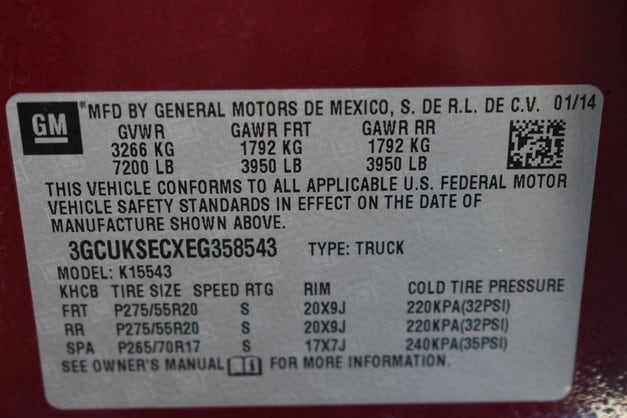 GM ® MFD BY GENERAL MOTORS DE MEXICO, S. DE R.L. DE C.V. 01/14
GVWR GAWR FRT GAWR RR
3266 KG 1792 KG 1792 KG
7200 LB 3950 LB 3950 LB
THIS VEHICLE CONFORMS TO ALL APPLICABLE U.S. FEDERAL MOTOR
VEHICLE SAFETY STANDARDS IN EFFECT ON THE DATE OF
MANUFACTURE SHOWN ABOVE.
3GCUKSECXEG358543 TYPE: TRUCK
MODEL: K15543
KHCB TIRE SIZE SPEED RTG RIM COLD TIRE PRESSURE
FRT P275/55R20 S 20X9J 220KPA(32PSI)
RR P275/55R20 S 20X9J 220KPA(32PSI)
SPA P265/70R17 S 17X7J 240KPA(35PSI)
SEE OWNER'S MANUAL FOR MORE INFORMATION.